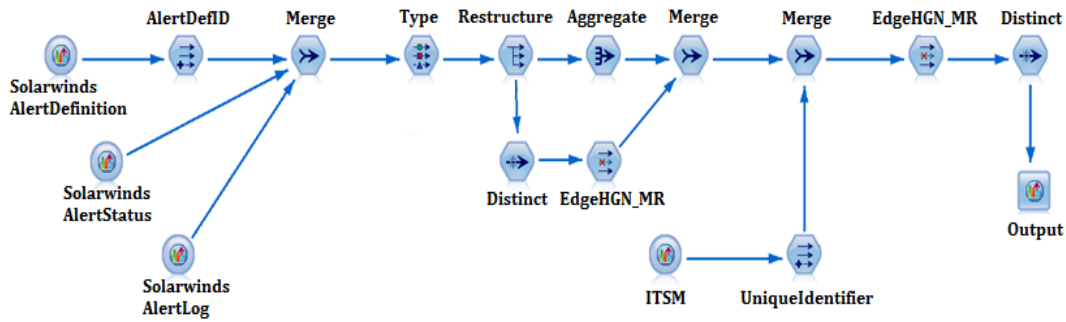 AlertDefID
Merge
Type
Restructure
Aggregate
Merge
Merge
EdgeHGN_MR
Distinct
Solarwinds
AlertDefinition
Solarwinds
AlertStatus
Distinct
EdgeHGN_MR
Output
Solarwinds
AlertLog
ITSM
UniqueIdentifier